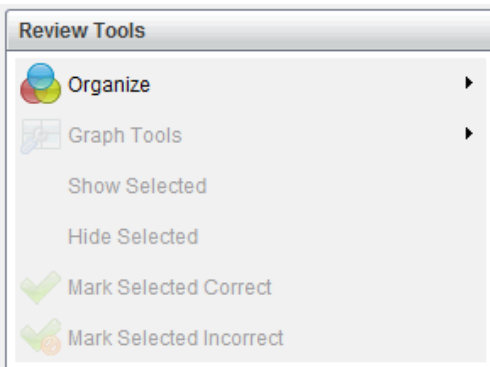 Review Tools
Organize
Graph Tools
Show Selected
Hide Selected
Mark Selected Correct
Mark Selected Incorrect